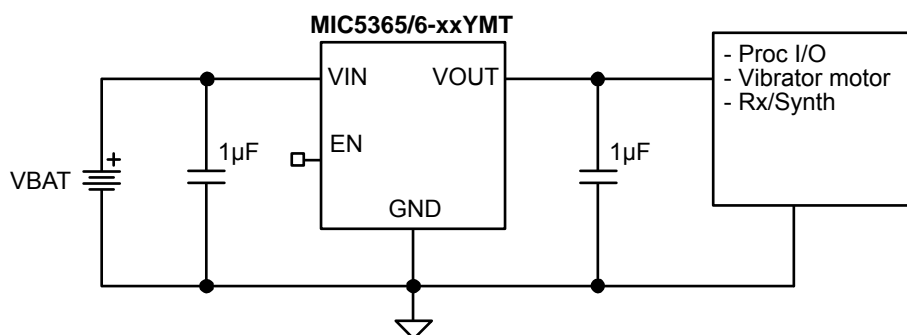 MIC5365/6-xxYMT
VIN
VOUT
- Proc I/O
- Vibrator motor
- Rx/Synth
EN
1µF
1µF
+
VBAT
GND